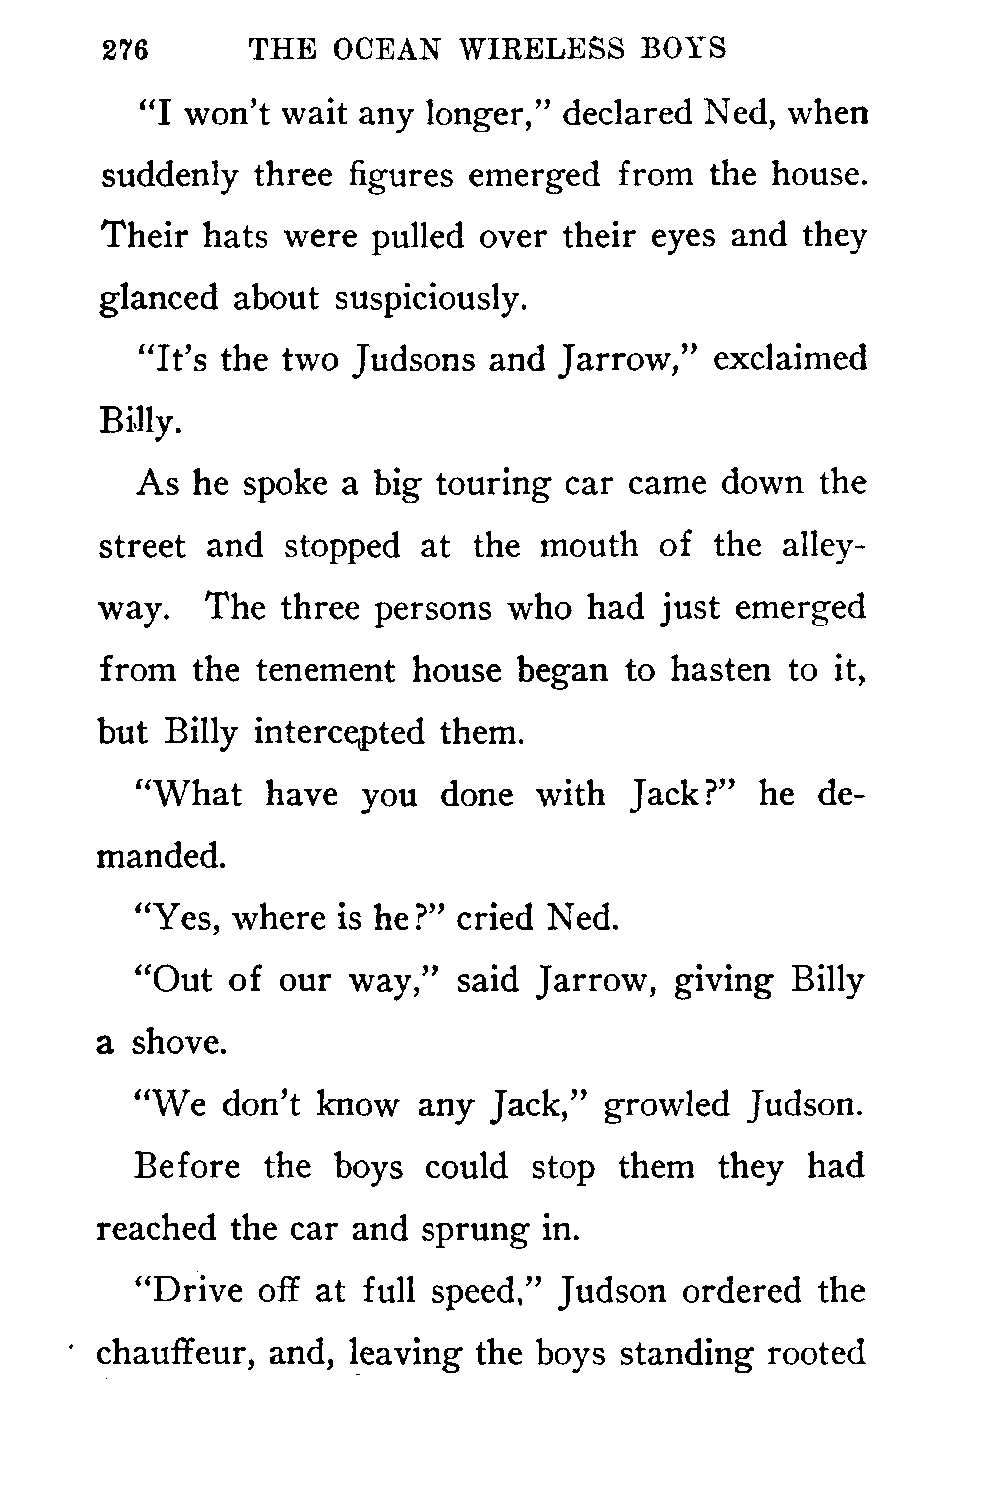 276 THE OCEAN WIRELESS BOYS
“I won’t wait any longer,” declared Ned, when
suddenly three figures emerged from the house.
Their hats were pulled over their eyes and they
glanced about suspiciously.
“It’s the two Judsons and Jarrow,” exclaimed
Billy.
As he spoke a big touring car came down the
street and stopped at the mouth of the alley-
way. The three persons who had just emerged
from the tenement house began to hasten to it,
but Billy intercepted them.
“What have you done with Jack?” he de-
manded.
“Yes, where is he?” cried Ned.
“Out of our way,” said Jarrow, giving Billy
a shove.
“We don’t know any Jack,” growled Judson.
Before the boys could stop them they had
reached the car and sprung in.
“Drive off at full speed,” Judson ordered the
chauffeur, and, leaving the boys standing rooted